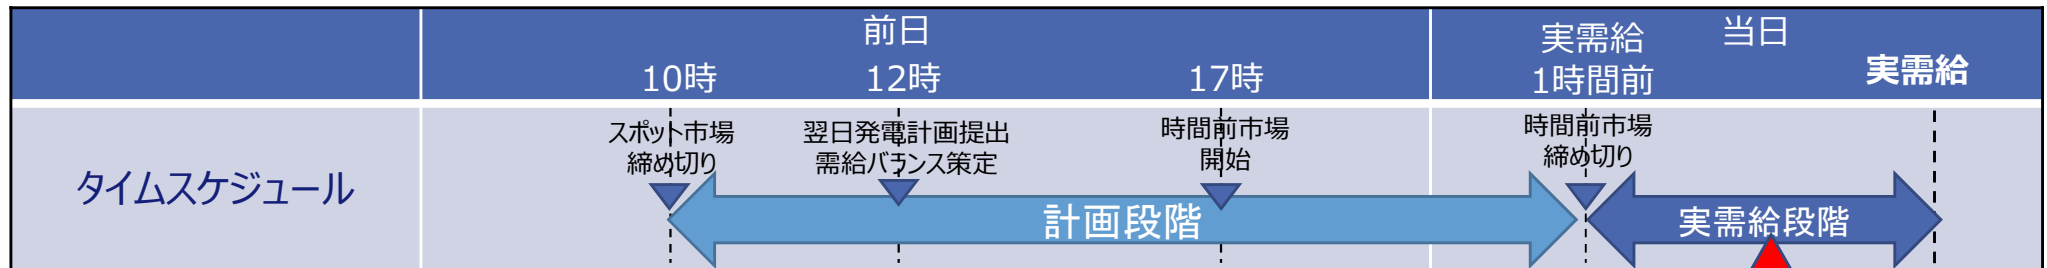 前日
当日
10時
12時
17時
実需給
1時間前
実需給
タイムスケジュール
スポット市場
締め切り
翌日発電計画提出
需給バランス策定
時間前市場
開始
時間前市場
締め切り
計画段階
実需給段階